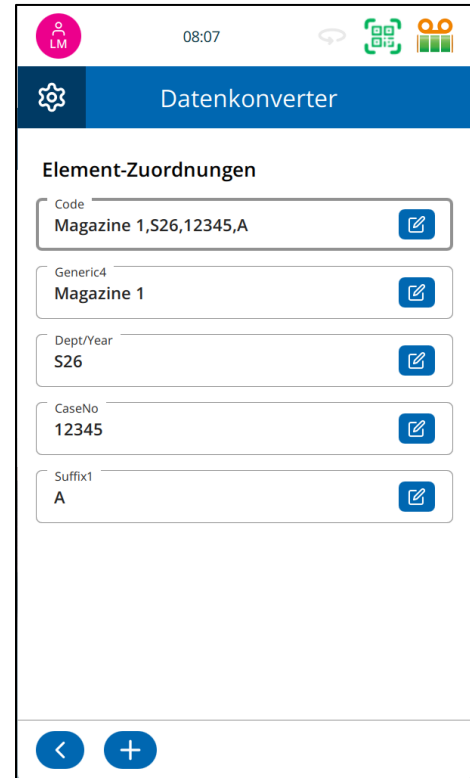 LM
08:07
Datenkonverter
Element-Zuordnungen
Code
Magazine 1,S26,12345,A
Generic4
Magazine 1
Dept/Year
S26
CaseNo
12345
Suffix1
A